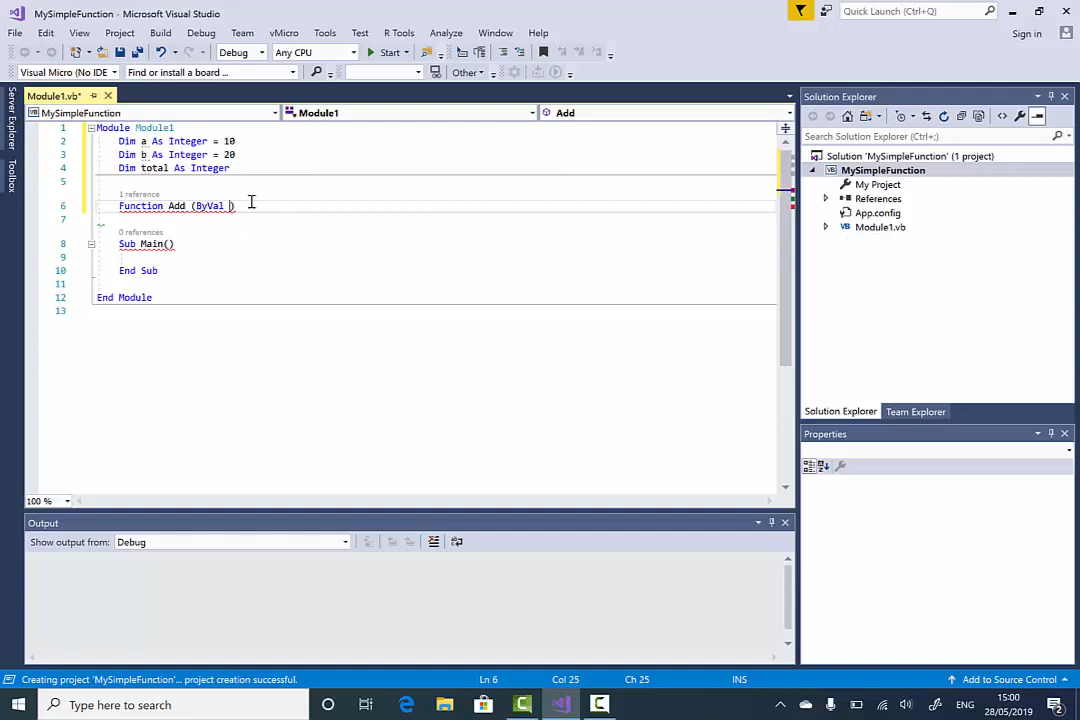 MySimpleFunction - Microsoft Visual Studio
Quick Launch (Ctrl+Q)
File Edit View Project Build Debug Team vMicro Tools Test R Tools Analyze Window Help
Sign in
Debug Any CPU Start
Visual Micro (No IDE Find or install a board ... Other
Server Explorer
Toolbox
Module1.vb*
MySimpleFunction Module1 Add
1 Module Module1
2 Dim a As Integer = 10
3 Dim b As Integer = 20
4 Dim total As Integer
5
1 reference
6 Function Add (ByVal )
7
0 references
8 Sub Main()
9
10 End Sub
11
12 End Module
13
100 %
Solution Explorer
Search Solution Explorer (Ctrl+;)
Solution 'MySimpleFunction' (1 project)
MySimpleFunction
My Project
References
App.config
Module1.vb
Solution Explorer Team Explorer
Properties
Output
Show output from: Debug
Creating project 'MySimpleFunction'... project creation successful. Ln 6 Col 25 Ch 25 INS Add to Source Control
Type here to search
ENG
15:00
28/05/2019
2